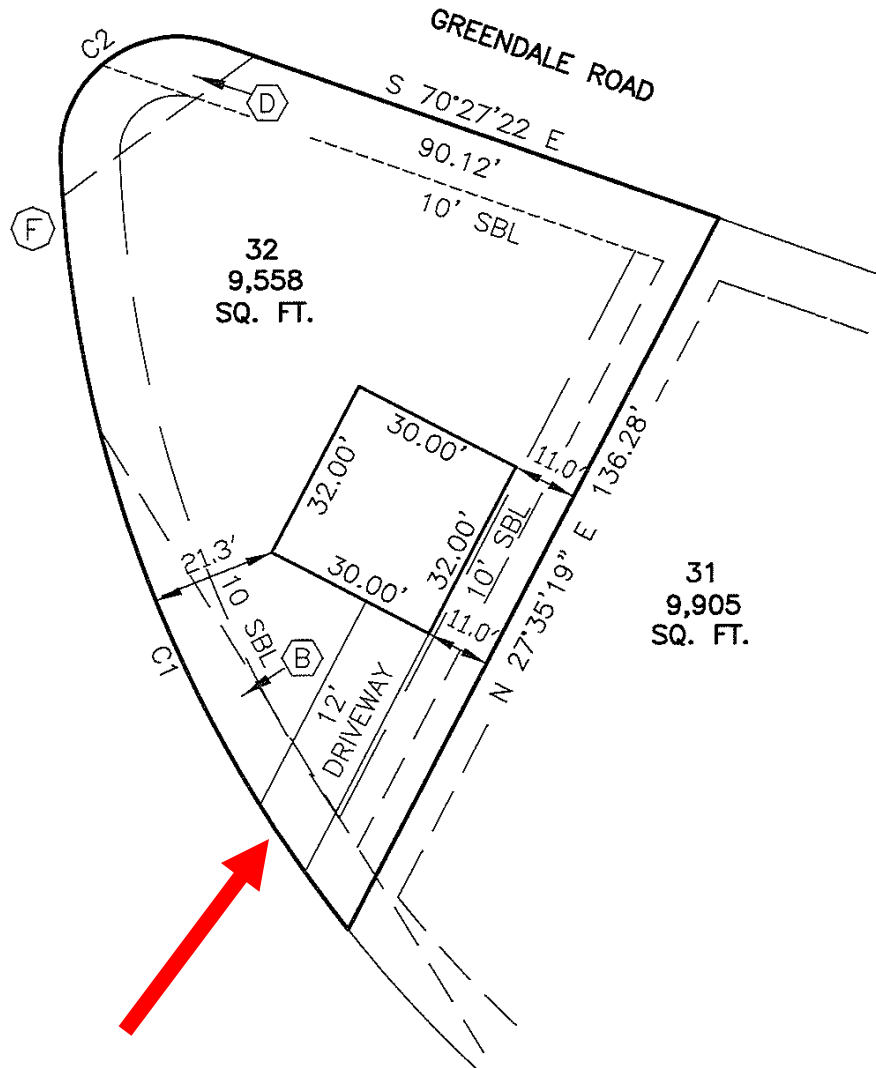 GREENDALE ROAD
C2
D
S 70°27'22 E
90.12'
10' SBL
F
32
9,558
SQ. FT.
30.00'
32.00'
11.0'
N 27°35'19" E 136.28'
32.00'
10' SBL
21.3'
10 SBL
30.00'
11.0'
31
9,905
SQ. FT.
C1
B
12'
DRIVEWAY